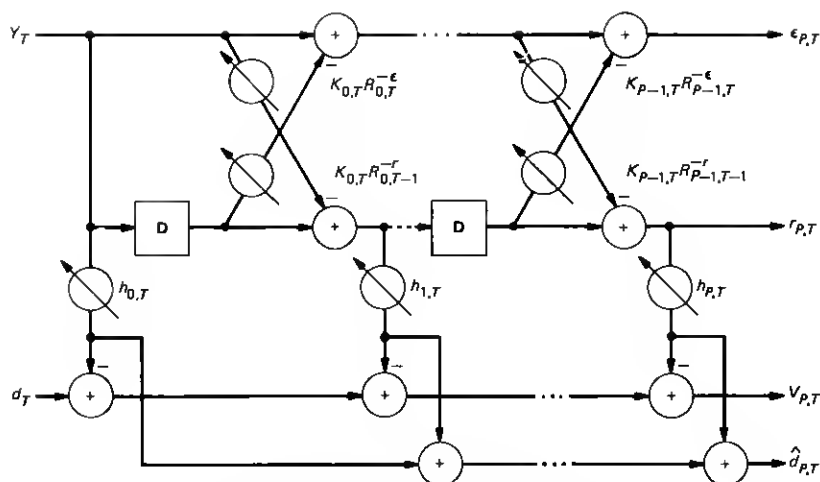 Y_T + ··· + ϵ_{P,T}
− −
K_{0,T} R^{-ϵ}_{0,T} K_{P−1,T} R^{-ϵ}_{P−1,T}
K_{0,T} R^{-r}_{0,T−1} K_{P−1,T} R^{-r}_{P−1,T−1}
− −
D + ··· D + r_{P,T}
h_{0,T} h_{1,T} h_{P,T}
− − −
d_T + + ··· + V_{P,T}
+ ··· + \hat{d}_{P,T}